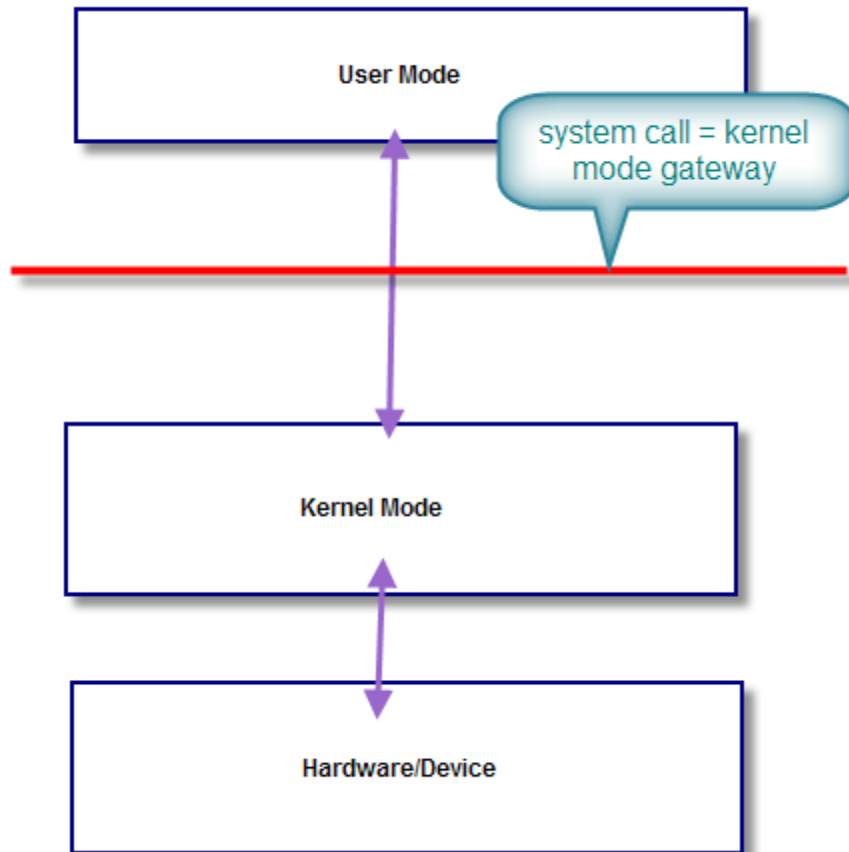 User Mode
system call = kernel
mode gateway
Kernel Mode
Hardware/Device